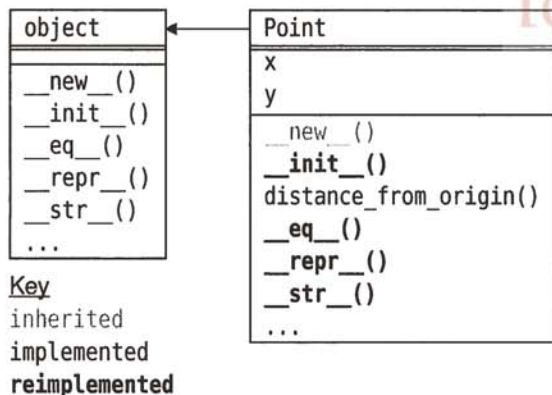 object
__new__()
__init__()
__eq__()
__repr__()
__str__()
...
Point
x
y
__new__()
__init__()
distance_from_origin()
__eq__()
__repr__()
__str__()
...
Key
inherited
implemented
reimplemented